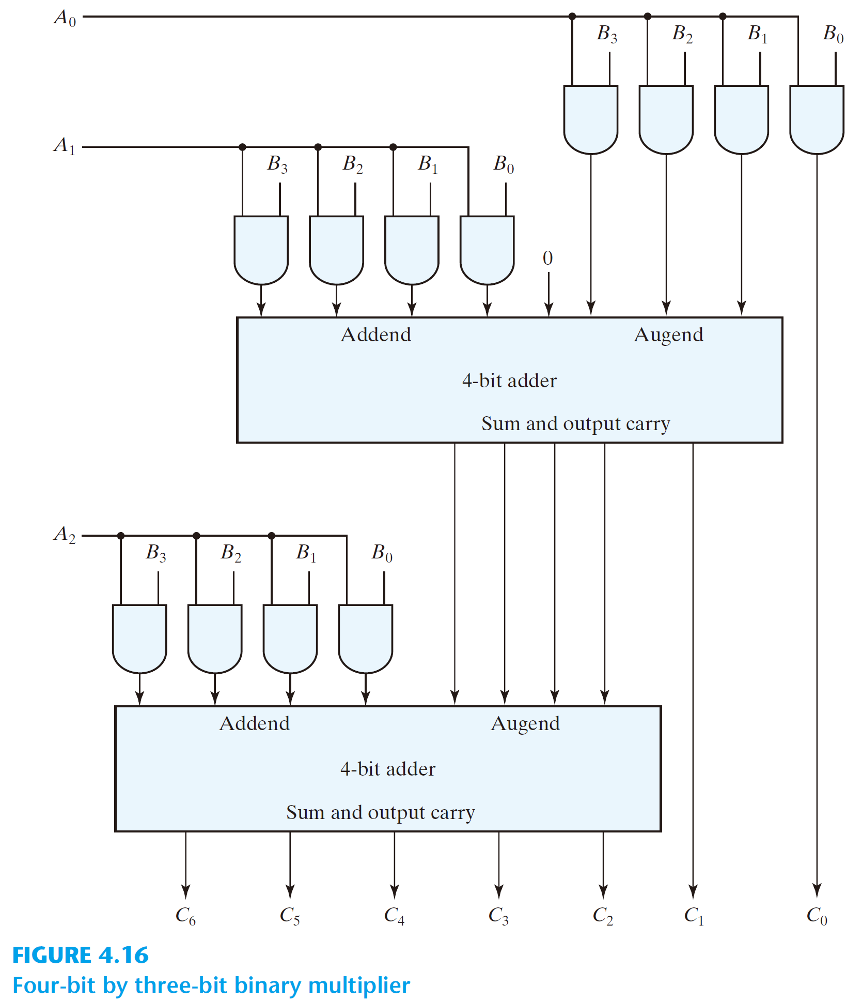 A0
B3 B2 B1 B0
A1
B3 B2 B1 B0
0
Addend Augend
4-bit adder
Sum and output carry
A2
B3 B2 B1 B0
Addend Augend
4-bit adder
Sum and output carry
C6 C5 C4 C3 C2 C1 C0
FIGURE 4.16
Four-bit by three-bit binary multiplier